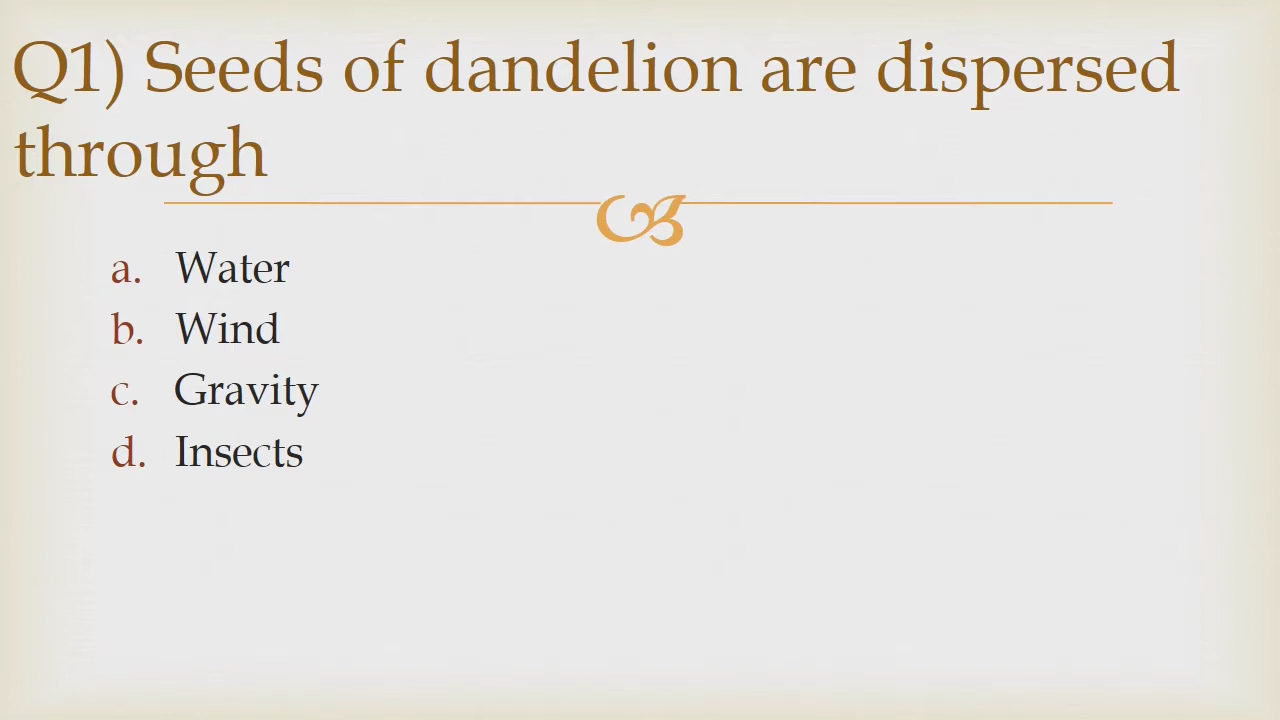 Q1) Seeds of dandelion are dispersed
through
a. Water
b. Wind
c. Gravity
d. Insects